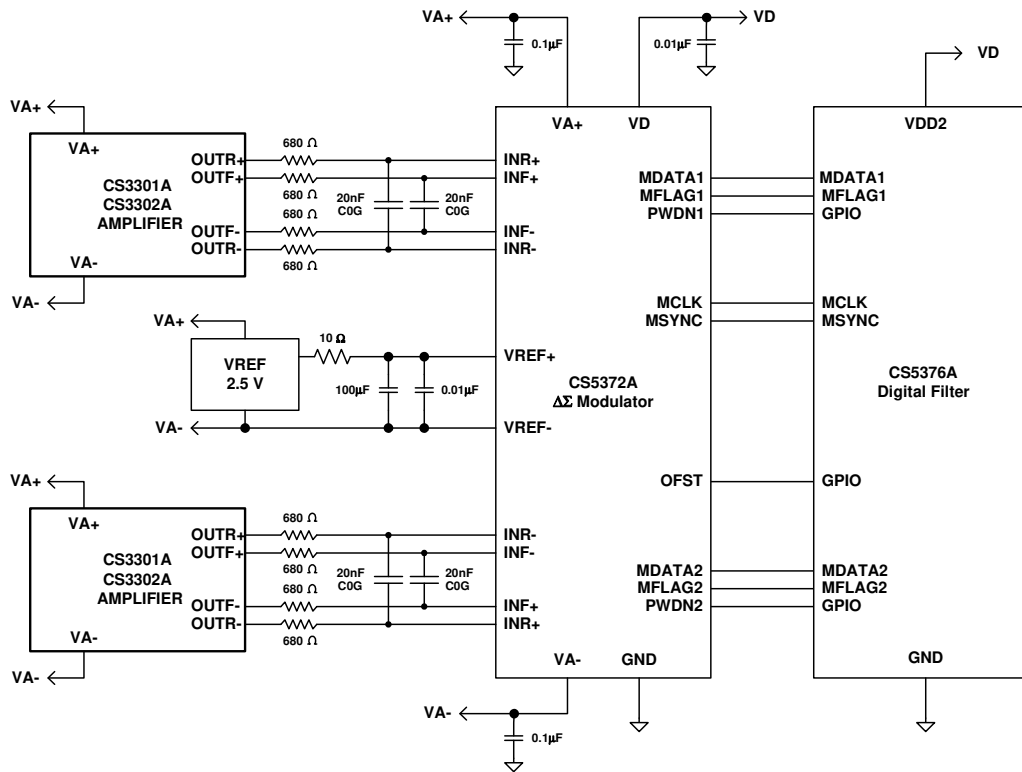 VA+
0.1µF
0.01µF
VD
VD
VA+
VA+
CS3301A
CS3302A
AMPLIFIER
VA-
VA-
OUTR+
OUTF+
OUTF-
OUTR-
680 Ω
680 Ω
680 Ω
680 Ω
20nF
C0G
20nF
C0G
VA+
VREF
2.5 V
VA-
10 Ω
100µF
0.01µF
VA+
VA+
CS3301A
CS3302A
AMPLIFIER
VA-
VA-
OUTR+
OUTF+
OUTF-
OUTR-
680 Ω
680 Ω
680 Ω
680 Ω
20nF
C0G
20nF
C0G
VA+
VD
INR+
INF+
INF-
INR-
VREF+
VREF-
INR-
INF-
INF+
INR+
CS5372A
ΔΣ Modulator
MDATA1
MFLAG1
PWDN1
MCLK
MSYNC
OFST
MDATA2
MFLAG2
PWDN2
VA-
GND
VA-
0.1µF
VDD2
MDATA1
MFLAG1
GPIO
MCLK
MSYNC
CS5376A
Digital Filter
GPIO
MDATA2
MFLAG2
GPIO
GND